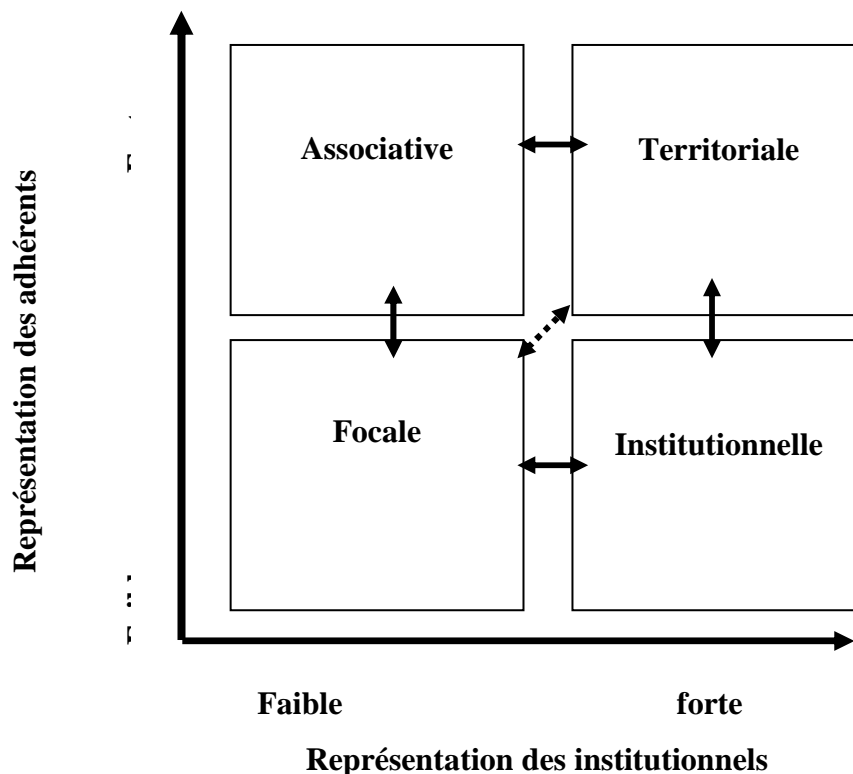 Représentation des adhérents
Associative
Territoriale
Focale
Institutionnelle
Faible
forte
Représentation des institutionnels